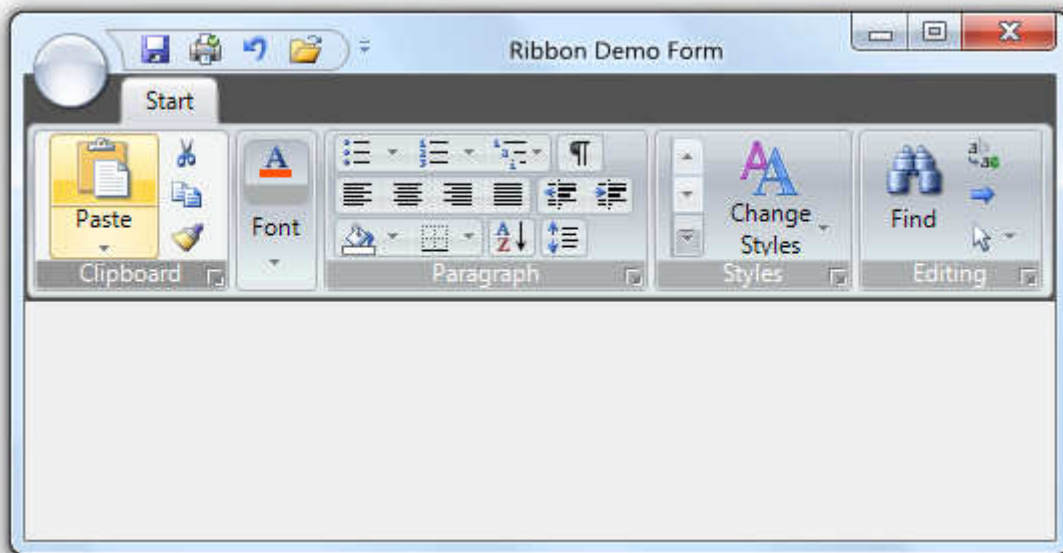 Ribbon Demo Form
Start
Paste
Clipboard
Font
Paragraph
Change
Styles
Styles
Find
Editing